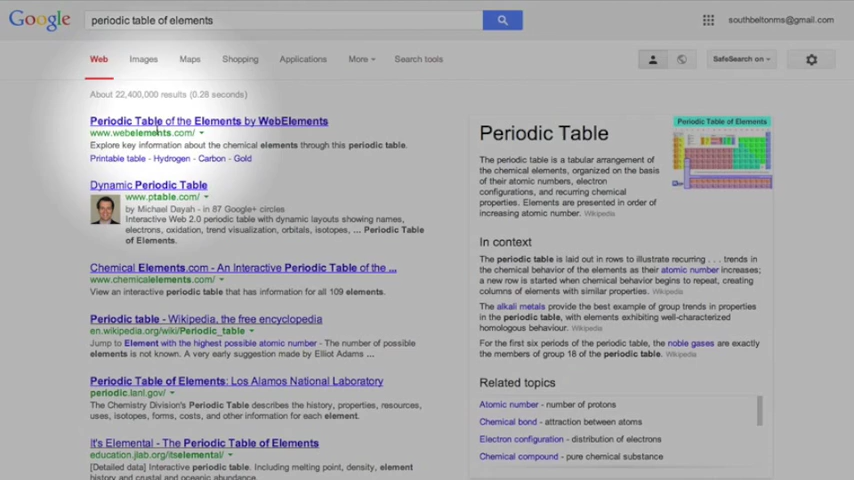 Google
periodic table of elements
southbeltonms@gmail.com
Web Images Maps Shopping Applications More Search tools
SafeSearch on
About 22,400,000 results (0.28 seconds)
Periodic Table of the Elements by WebElements
www.webelements.com/
Explore key information about the chemical elements through this periodic table.
Printable table - Hydrogen - Carbon - Gold
Dynamic Periodic Table
www.ptable.com/
by Michael Dayah - in 87 Google+ circles
Interactive Web 2.0 periodic table with dynamic layouts showing names,
electrons, oxidation, trend visualization, orbitals, isotopes, ... Periodic Table
of Elements.
Chemical Elements.com - An Interactive Periodic Table of the ...
www.chemicalelements.com/
View an interactive periodic table that has information for all 109 elements.
Periodic table - Wikipedia, the free encyclopedia
en.wikipedia.org/wiki/Periodic_table
Jump to Element with the highest possible atomic number - The number of possible
elements is not known. A very early suggestion made by Elliot Adams ...
Periodic Table of Elements: Los Alamos National Laboratory
periodic.lanl.gov/
The Chemistry Division's Periodic Table describes the history, properties, resources,
uses, isotopes, forms, costs, and other information for each element.
It's Elemental - The Periodic Table of Elements
education.jlab.org/itselemental/
[Detailed data] Interactive periodic table. Including melting point, density, element
history and crustal and oceanic abundance.
Periodic Table
The periodic table is a tabular arrangement of
the chemical elements, organized on the basis
of their atomic numbers, electron
configurations, and recurring chemical
properties. Elements are presented in order of
increasing atomic number. Wikipedia
Periodic Table of Elements
In context
The periodic table is laid out in rows to illustrate recurring . . . trends in
the chemical behavior of the elements as their atomic number increases;
a new row is started when chemical behavior begins to repeat, creating
columns of elements with similar properties. Wikipedia
The alkali metals provide the best example of group trends in properties
in the periodic table, with elements exhibiting well-characterized
homologous behaviour. Wikipedia
For the first six periods of the periodic table, the noble gases are exactly
the members of group 18 of the periodic table. Wikipedia
Related topics
Atomic number - number of protons
Chemical bond - attraction between atoms
Electron configuration - distribution of electrons
Chemical compound - pure chemical substance